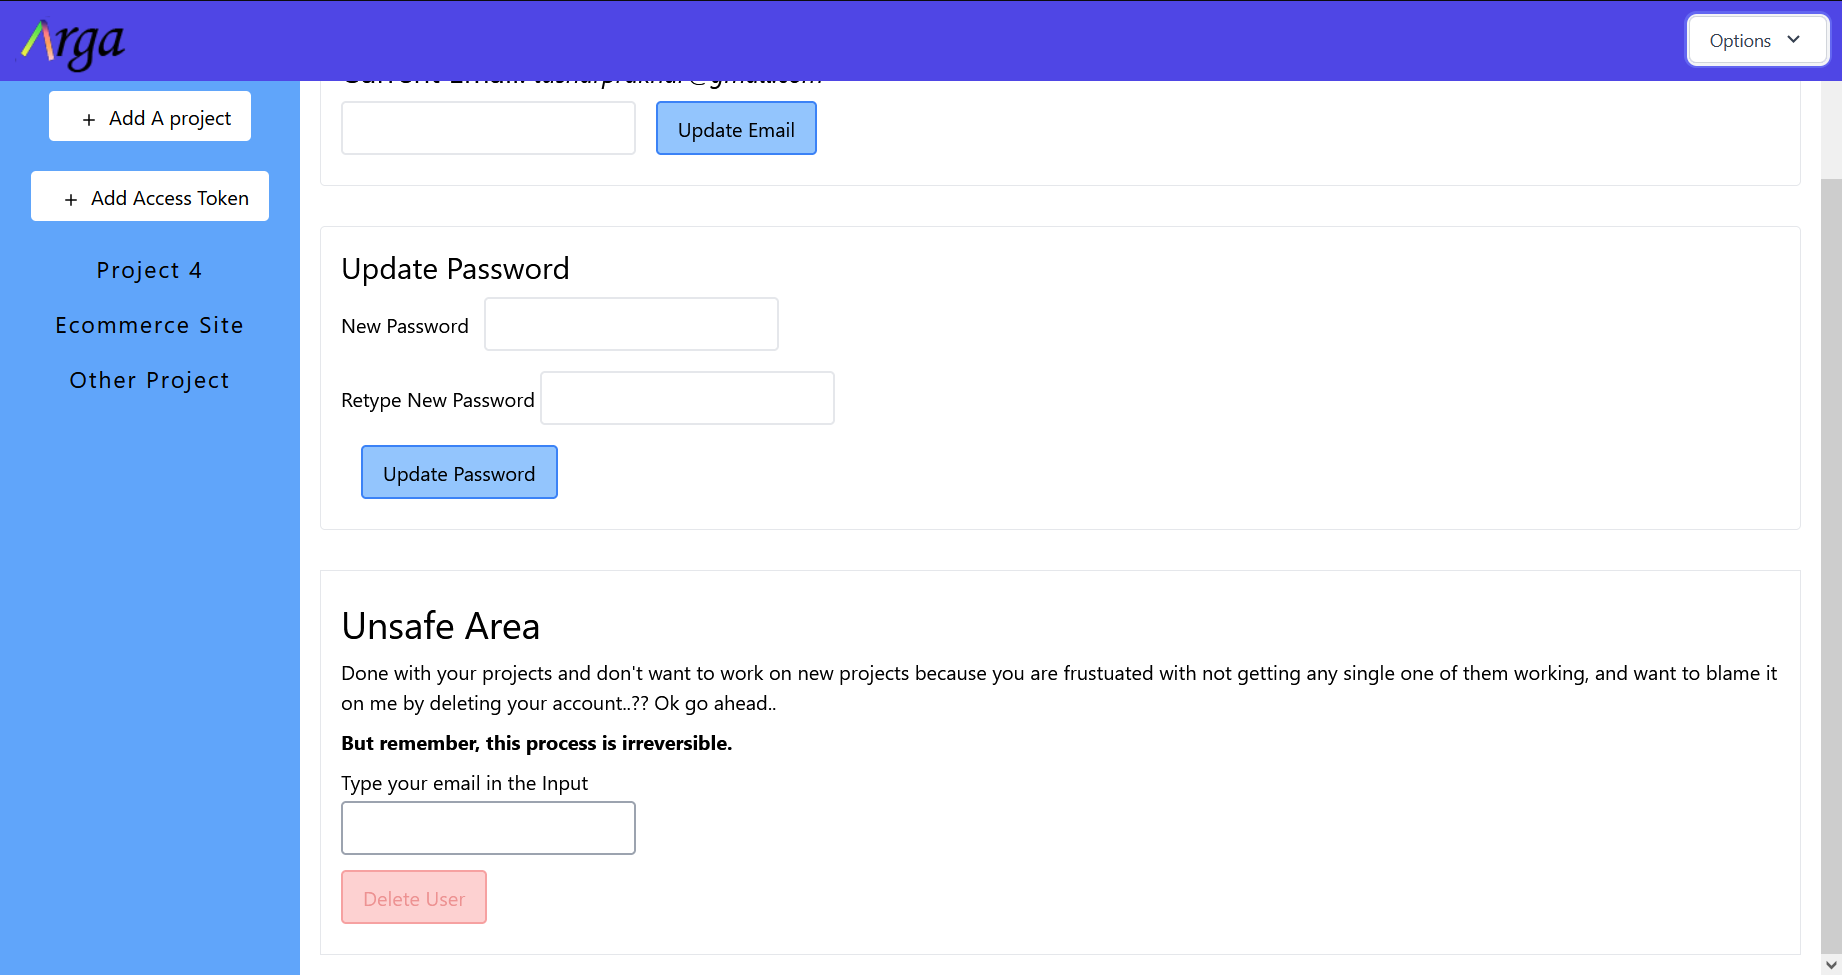 Arga
Options
+ Add A project
+ Add Access Token
Project 4
Ecommerce Site
Other Project
Current Email:
Update Email
Update Password
New Password
Retype New Password
Update Password
Unsafe Area
Done with your projects and don't want to work on new projects because you are frustuated with not getting any single one of them working, and want to blame it
on me by deleting your account..?? Ok go ahead..
But remember, this process is irreversible.
Type your email in the Input
Delete User